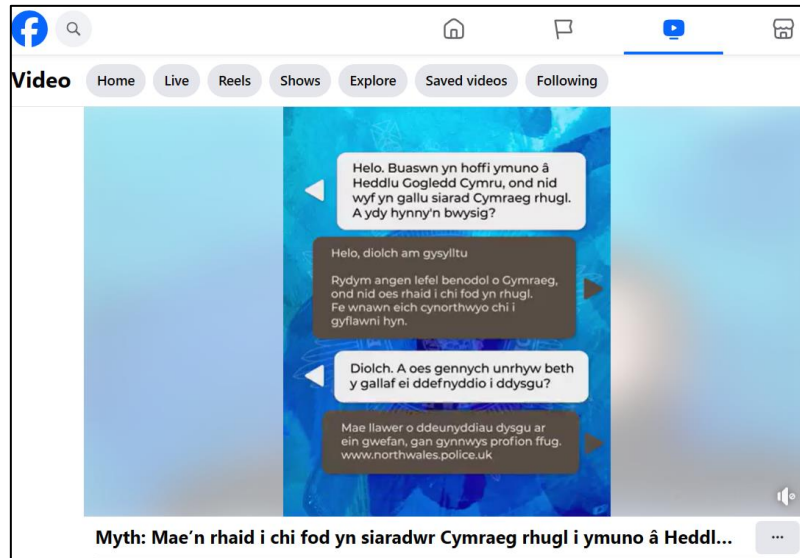 Video Home Live Reels Shows Explore Saved videos Following
Helo. Buaswn yn hoffi ymuno â
Heddlu Gogledd Cymru, ond nid
wyf yn gallu siarad Cymraeg rhugl.
A ydy hynny'n bwysig?
Helo, diolch am gysylltu
Rydym angen lefel benodol o Gymraeg,
ond nid oes rhaid i chi fod yn rhugl.
Fe wnawn eich cynorthwyo chi i
gyflawni hyn.
Diolch. A oes gennych unrhyw beth
y gallaf ei ddefnyddio i ddysgu?
Mae llawer o ddeunyddiau dysgu ar
ein gwefan, gan gynnwys profion ffug.
www.northwales.police.uk
Myth: Mae'n rhaid i chi fod yn siaradwr Cymraeg rhugl i ymuno â Heddl...